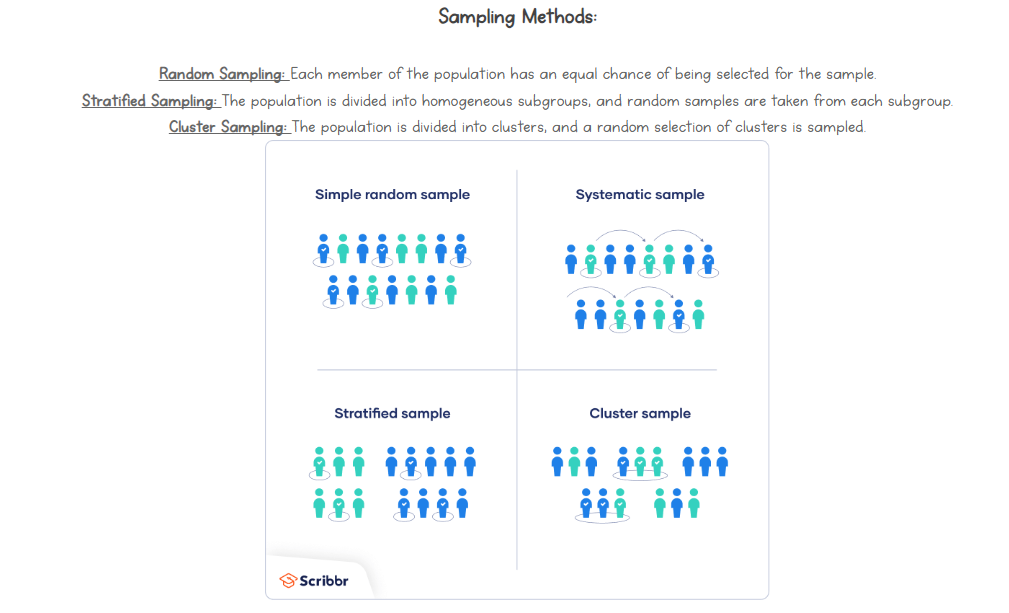 Sampling Methods:
Random Sampling: Each member of the population has an equal chance of being selected for the sample.
Stratified Sampling: The population is divided into homogeneous subgroups, and random samples are taken from each subgroup.
Cluster Sampling: The population is divided into clusters, and a random selection of clusters is sampled.
Simple random sample
Systematic sample
Stratified sample
Cluster sample
Scribbr